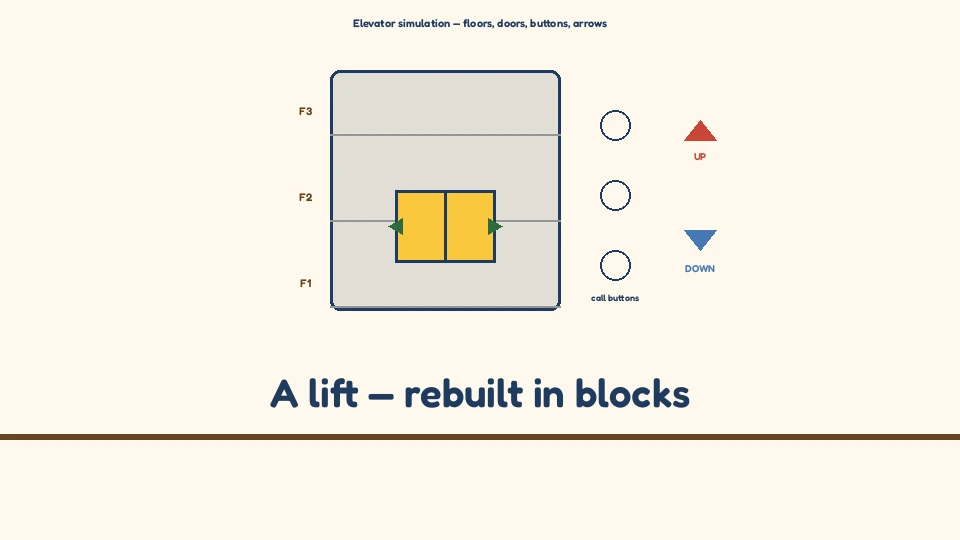 Elevator simulation — floors, doors, buttons, arrows
F3
UP
F2
DOWN
F1
call buttons
A lift — rebuilt in blocks